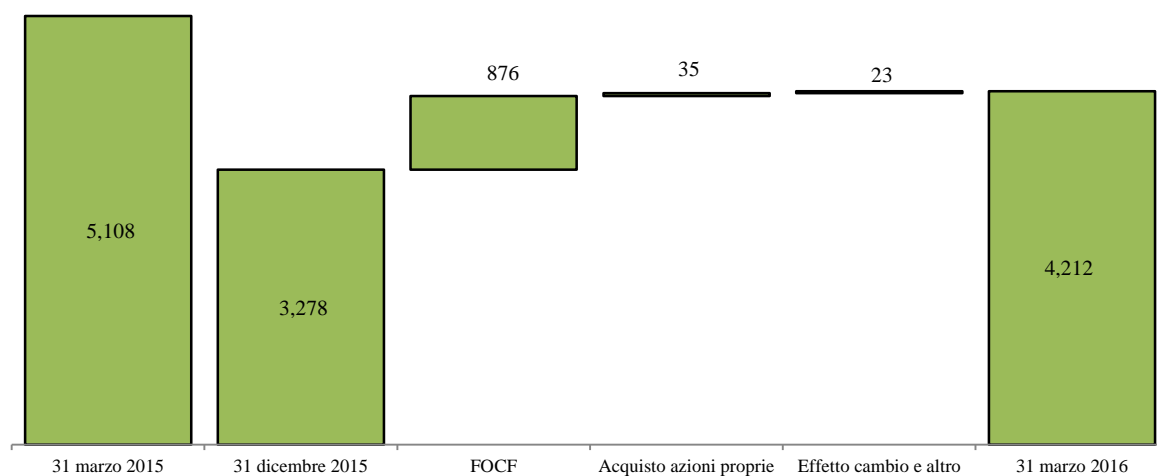 876
35
23
5,108
3,278
4,212
31 marzo 2015
31 dicembre 2015
FOCF
Acquisto azioni proprie
Effetto cambio e altro
31 marzo 2016